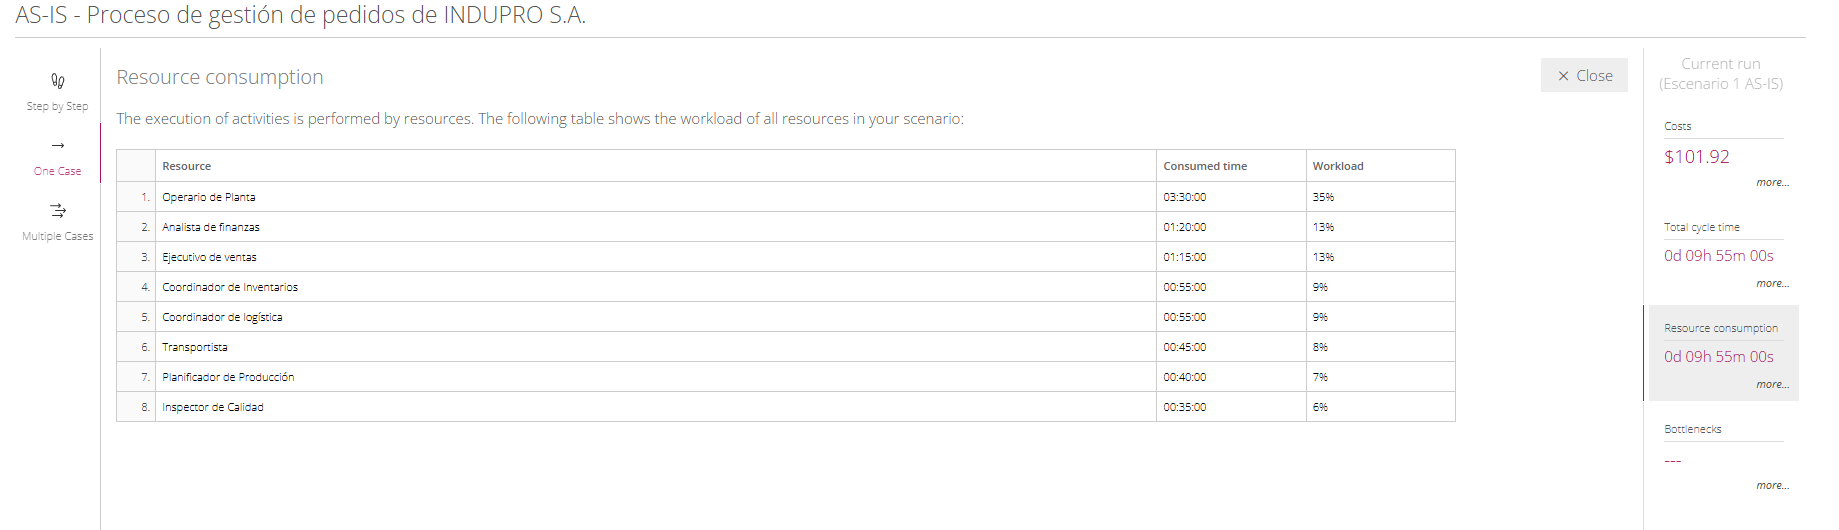 AS-IS - Proceso de gestión de pedidos de INDUPRO S.A.
Step by Step
One Case
Multiple Cases
Resource consumption
× Close
The execution of activities is performed by resources. The following table shows the workload of all resources in your scenario:
Resource Consumed time Workload
1. Operario de Planta 03:30:00 35%
2. Analista de finanzas 01:20:00 13%
3. Ejecutivo de ventas 01:15:00 13%
4. Coordinador de Inventarios 00:55:00 9%
5. Coordinador de logística 00:55:00 9%
6. Transportista 00:45:00 8%
7. Planificador de Producción 00:40:00 7%
8. Inspector de Calidad 00:35:00 6%
Current run
(Escenario 1 AS-IS)
Costs
$101.92
more...
Total cycle time
0d 09h 55m 00s
more...
Resource consumption
0d 09h 55m 00s
more...
Bottlenecks
---
more...